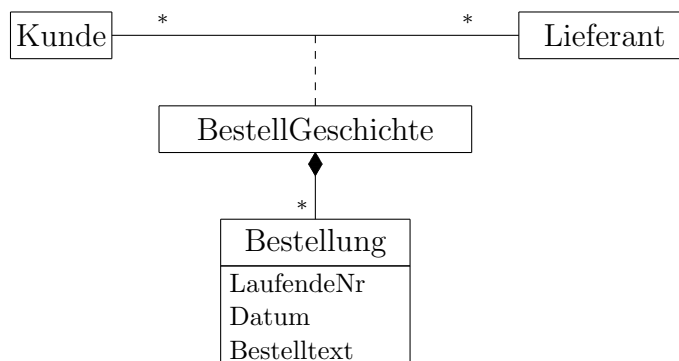 * *
Kunde Lieferant
BestellGeschichte
*
Bestellung
LaufendeNr
Datum
Bestelltext